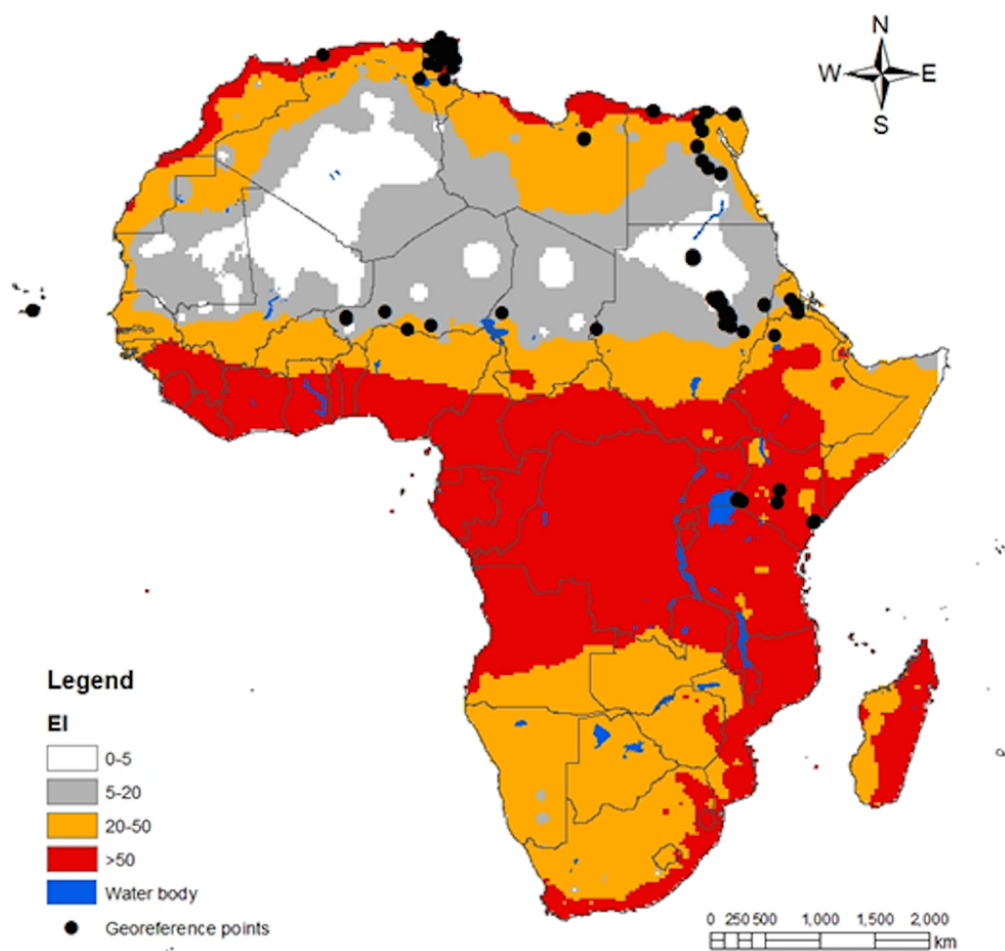 N
W E
S
Legend
EI
0-5
5-20
20-50
>50
Water body
Georeference points
0 250 500 1,000 1,500 2,000
km